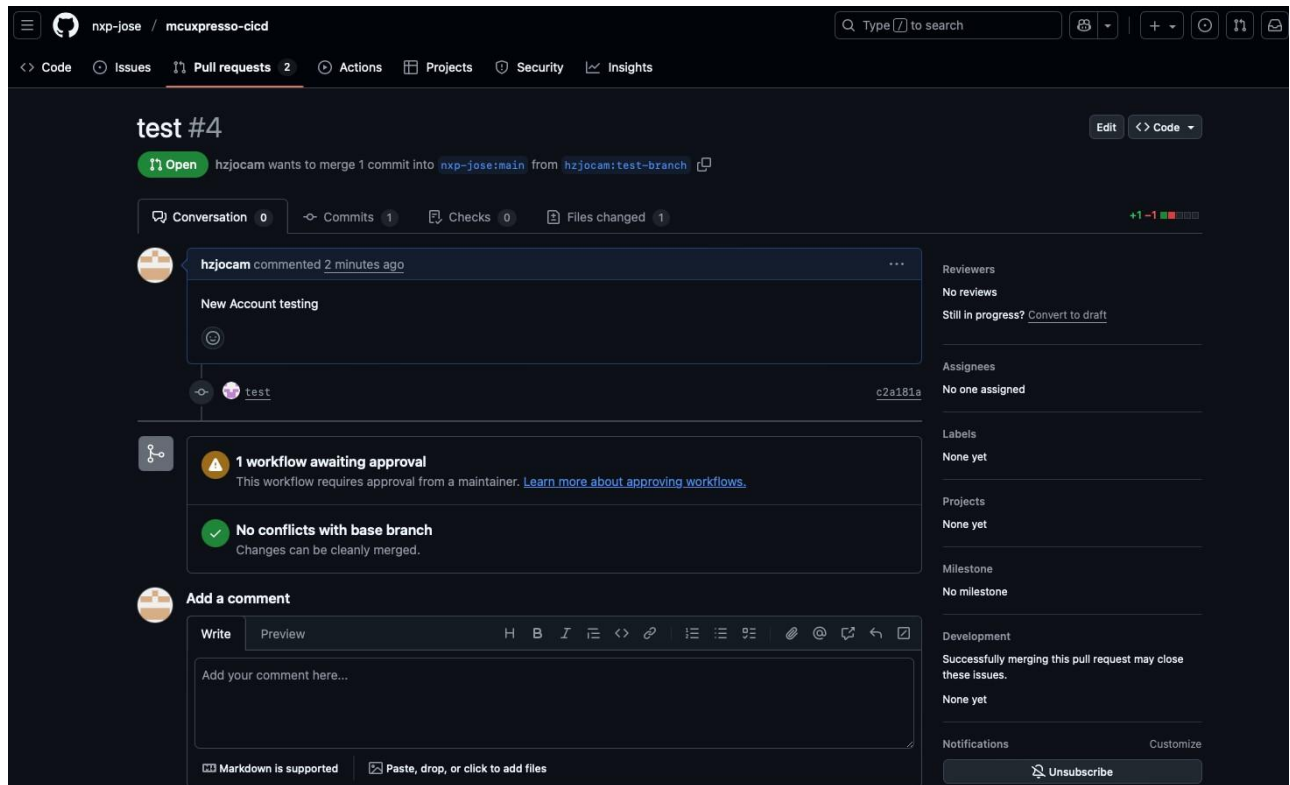 nxp-jose / mcuxpresso-cicd
Type / to search
<> Code Issues Pull requests 2 Actions Projects Security Insights
test #4
Edit <> Code
Open hzjocam wants to merge 1 commit into nxp-jose:main from hzjocam:test-branch
Conversation 0 Commits 1 Checks 0 Files changed 1 +1 −1
hzjocam commented 2 minutes ago ...
New Account testing
test c2a181a
1 workflow awaiting approval
This workflow requires approval from a maintainer. Learn more about approving workflows.
No conflicts with base branch
Changes can be cleanly merged.
Add a comment
Write Preview
Add your comment here...
Markdown is supported Paste, drop, or click to add files
Reviewers
No reviews
Still in progress? Convert to draft
Assignees
No one assigned
Labels
None yet
Projects
None yet
Milestone
No milestone
Development
Successfully merging this pull request may close
these issues.
None yet
Notifications Customize
Unsubscribe